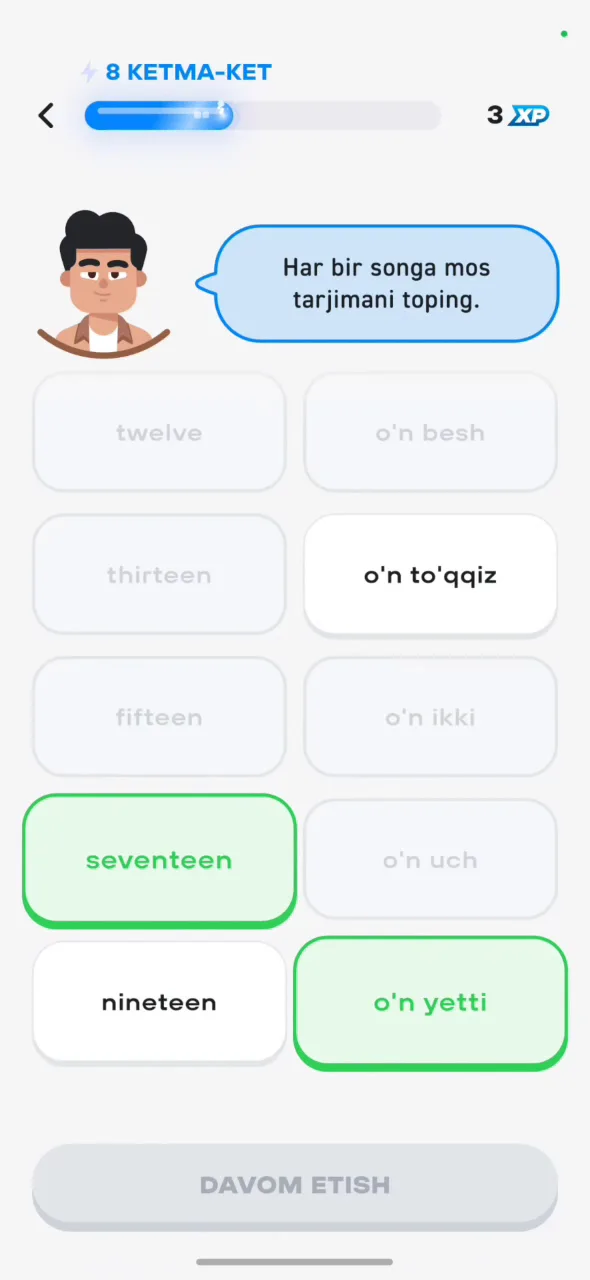 8 KETMA-KET
3 XP
Har bir songa mos
tarjimani toping.
twelve
o'n besh
thirteen
o'n to'qqiz
fifteen
o'n ikki
seventeen
o'n uch
nineteen
o'n yetti
DAVOM ETISH